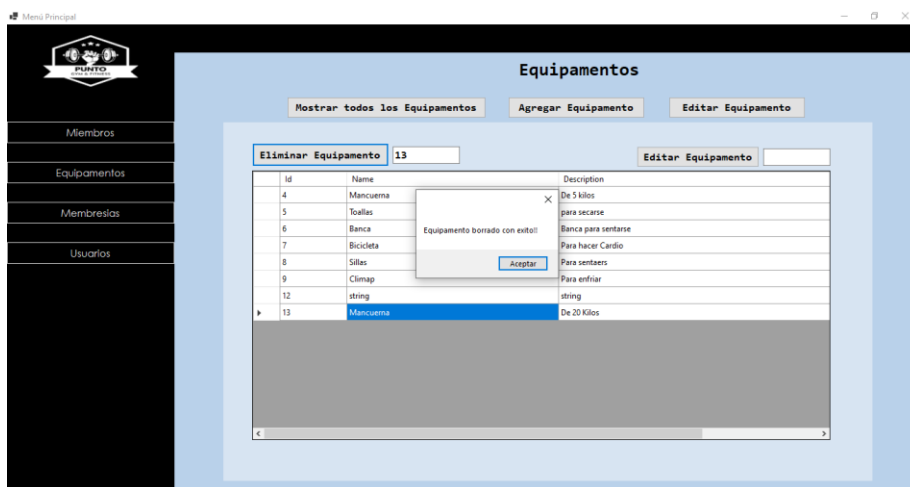 Menú Principal
PUNTO
GYM & FITNESS
Equipamentos
Mostrar todos los Equipamentos
Agregar Equipamento
Editar Equipamento
Miembros
Equipamentos
Membresias
Usuarios
Eliminar Equipamento 13
Editar Equipamento
Id Name Description
4 Mancuerna De 5 kilos
5 Toallas para secarse
6 Banca Banca para sentarse
7 Bicicleta Para hacer Cardio
8 Sillas Para sentaers
9 Climap Para enfriar
12 string string
13 Mancuerna De 20 Kilos
Equipamento borrado con exito!!
Aceptar